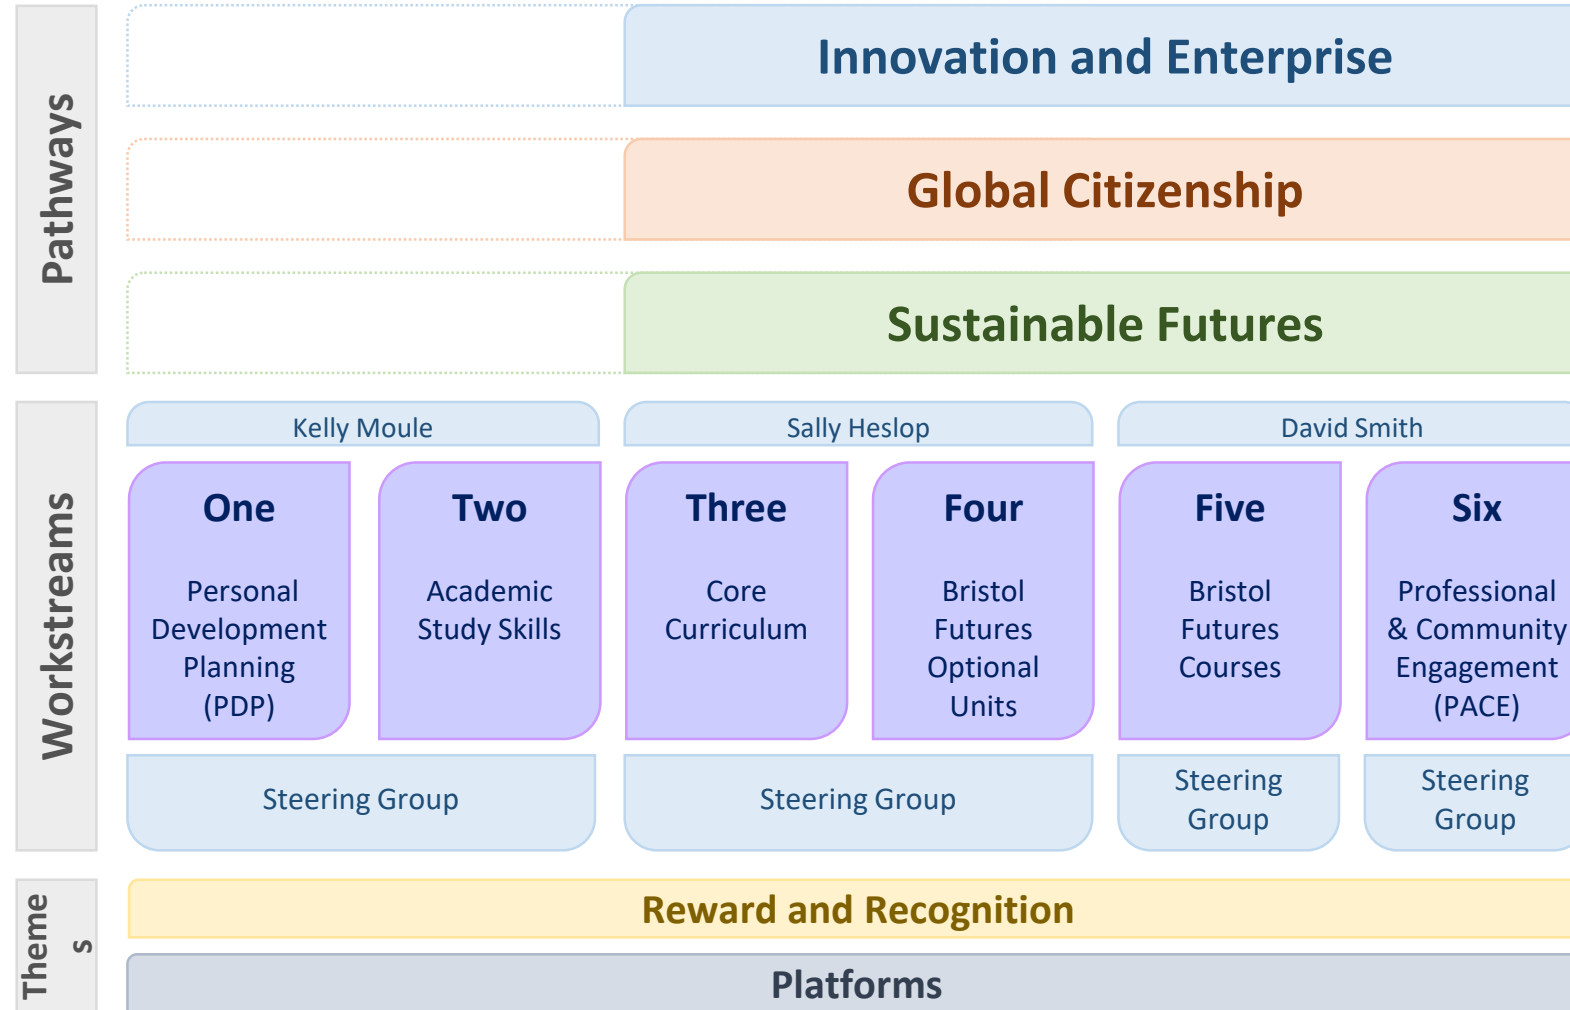 Pathways
Innovation and Enterprise
Global Citizenship
Sustainable Futures
Workstreams
Kelly Moule
Sally Heslop
David Smith
One
Personal
Development
Planning
(PDP)
Two
Academic
Study Skills
Three
Core
Curriculum
Four
Bristol
Futures
Optional
Units
Five
Bristol
Futures
Courses
Six
Professional
& Community
Engagement
(PACE)
Steering Group
Steering Group
Steering
Group
Steering
Group
Theme
s
Reward and Recognition
Platforms